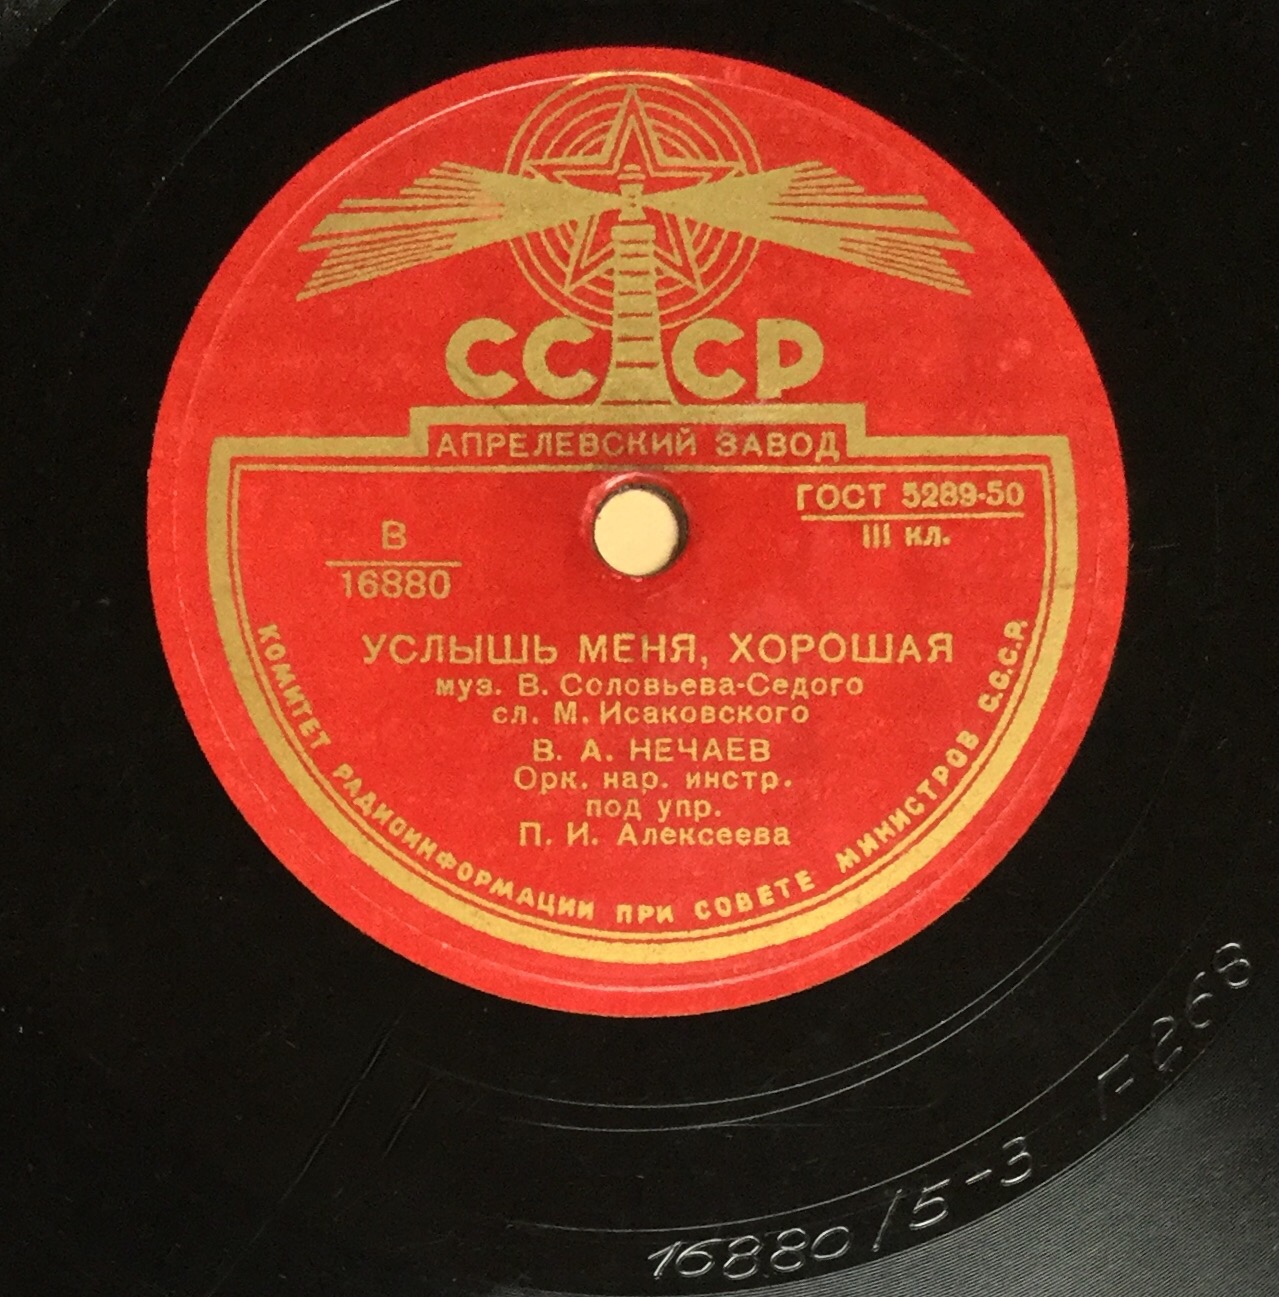 СССР
АПРЕЛЕВСКИЙ ЗАВОД
ГОСТ 5289-50
III кл.
В
16880
УСЛЫШЬ МЕНЯ, ХОРОШАЯ
муз. В. Соловьева-Седого
сл. М. Исаковского
В. А. НЕЧАЕВ
Орк. нар. инстр.
под упр.
П. И. Алексеева
КОМИТЕТ РАДИОИНФОРМАЦИИ ПРИ СОВЕТЕ МИНИСТРОВ С.С.С.Р.
16880/5-3 Г-268